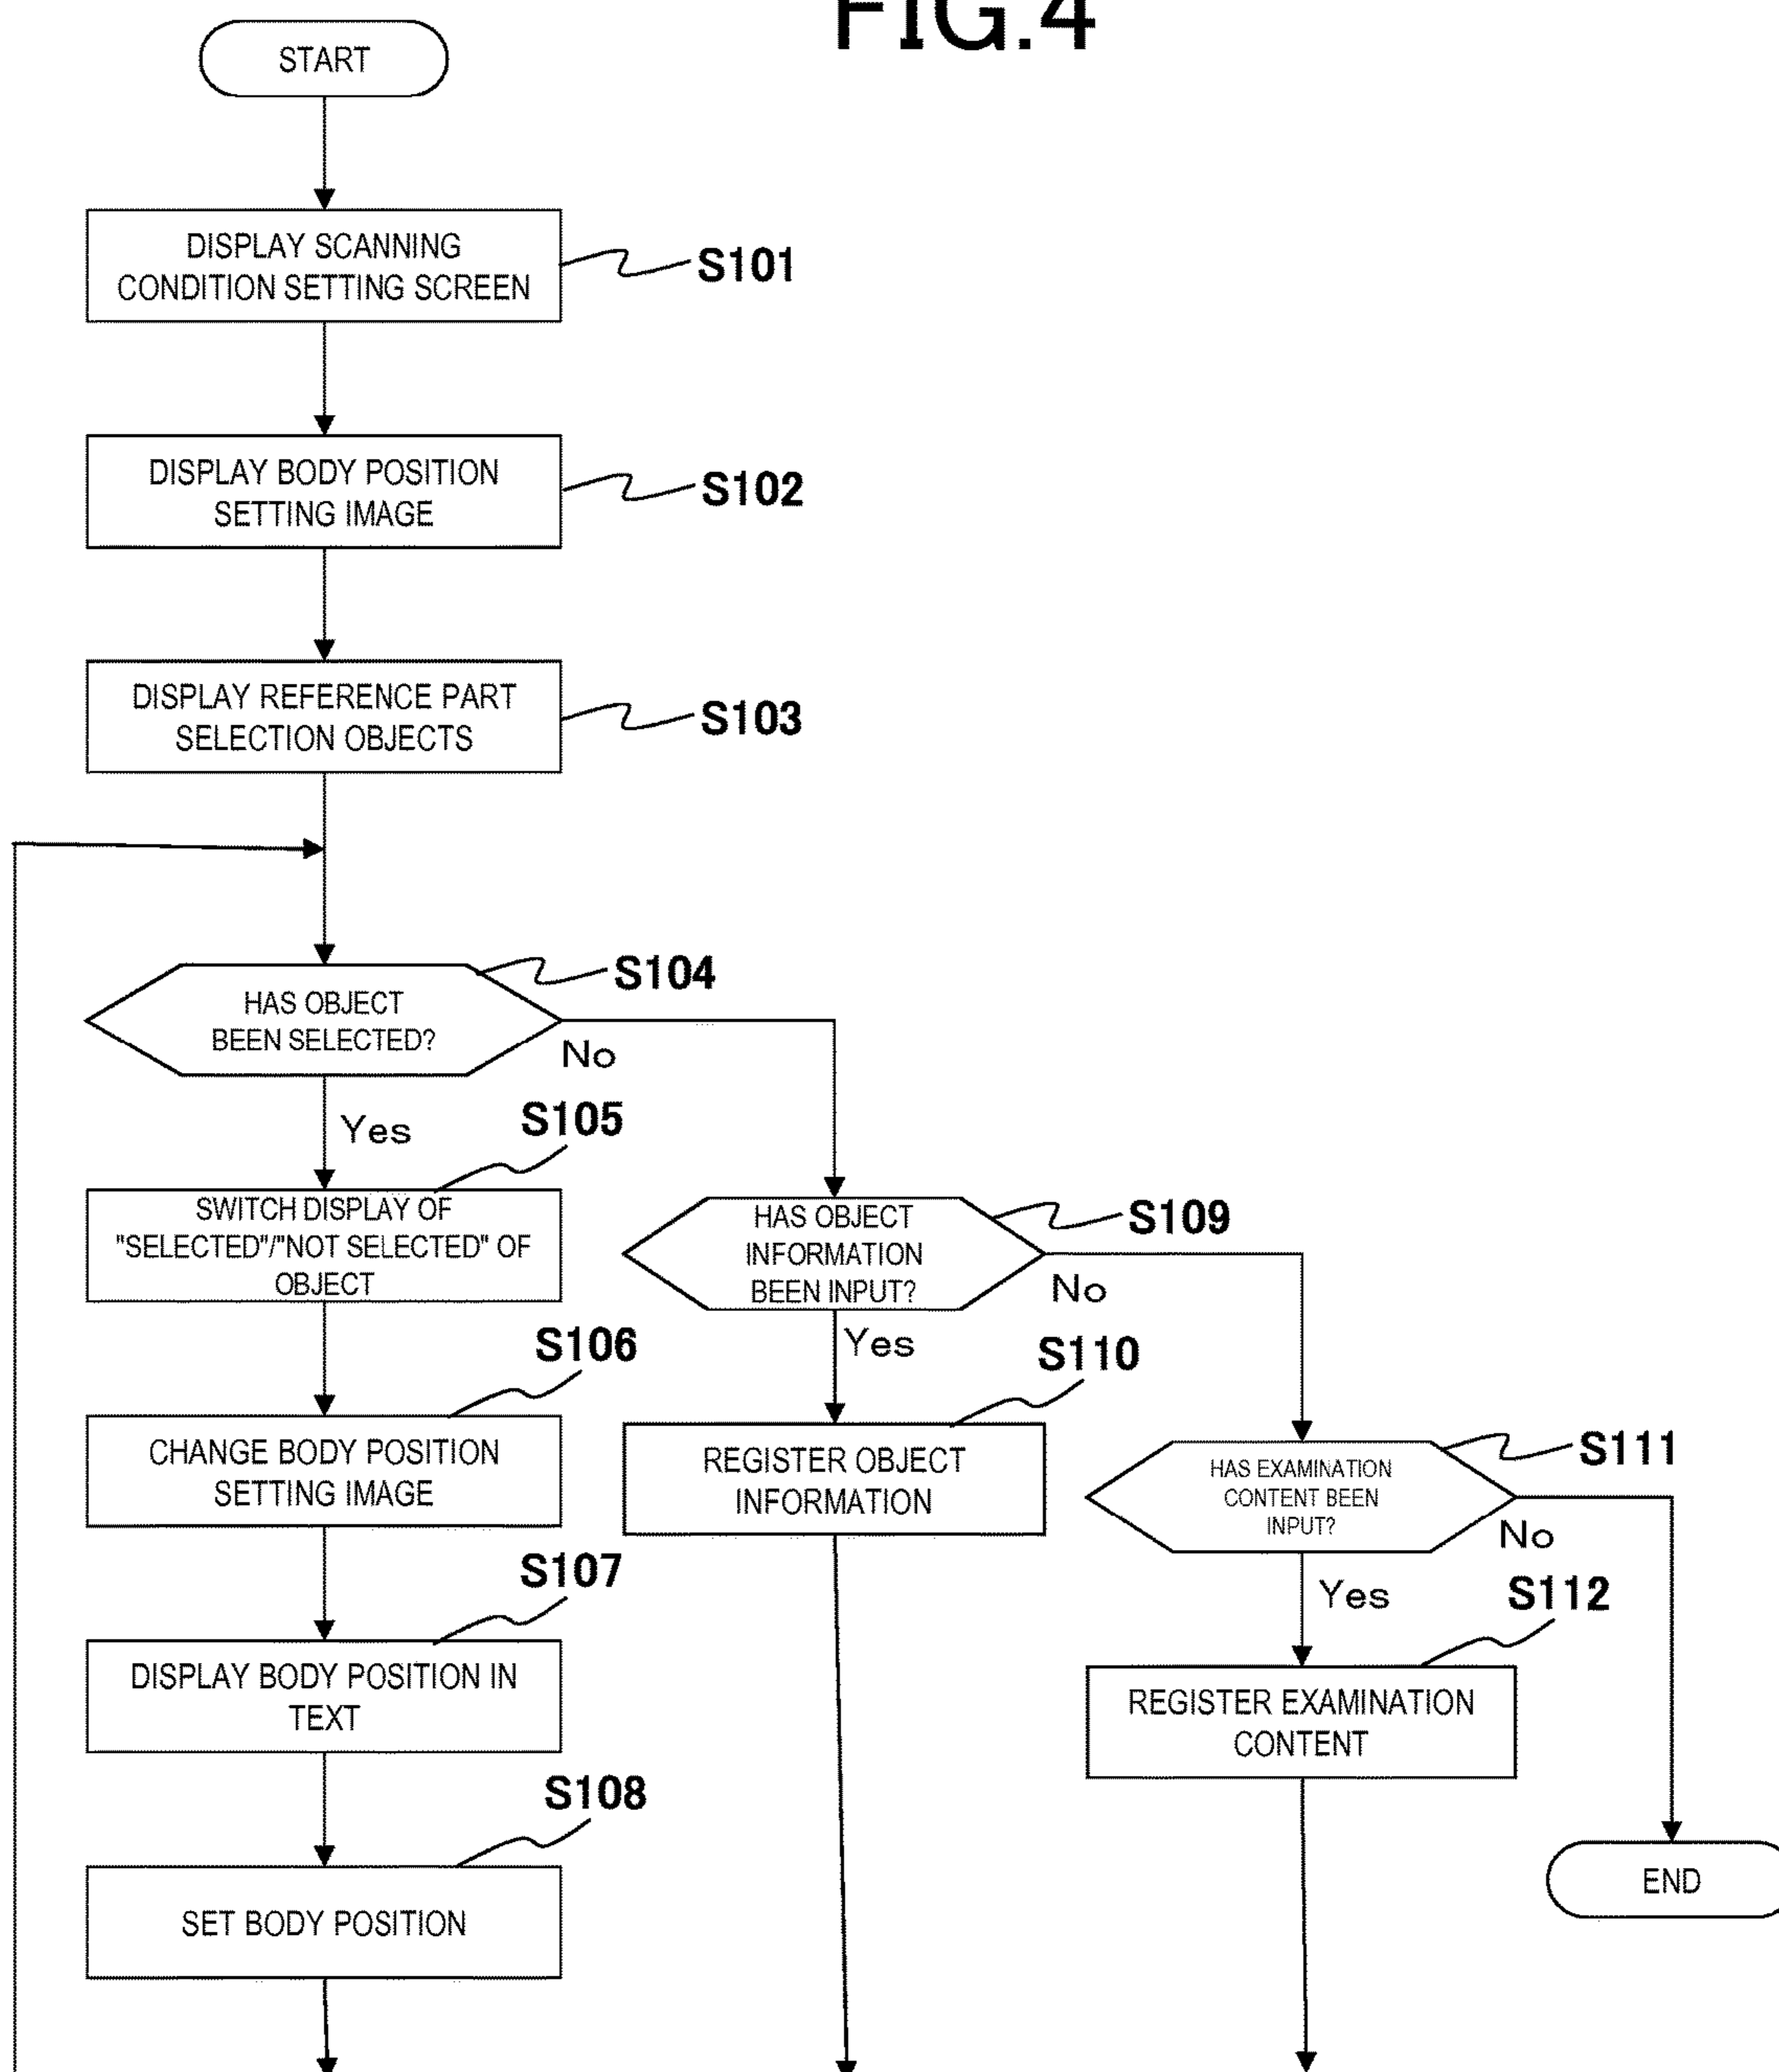 FIG.4
START
DISPLAY SCANNING
CONDITION SETTING SCREEN
S101
DISPLAY BODY POSITION
SETTING IMAGE
S102
DISPLAY REFERENCE PART
SELECTION OBJECTS
S103
HAS OBJECT
BEEN SELECTED?
S104
No
Yes
S105
SWITCH DISPLAY OF
"SELECTED"/"NOT SELECTED" OF
OBJECT
HAS OBJECT
INFORMATION
BEEN INPUT?
S109
No
Yes
S106
CHANGE BODY POSITION
SETTING IMAGE
S110
REGISTER OBJECT
INFORMATION
HAS EXAMINATION
CONTENT BEEN
INPUT?
S111
No
Yes
S107
DISPLAY BODY POSITION IN
TEXT
S112
REGISTER EXAMINATION
CONTENT
S108
SET BODY POSITION
END